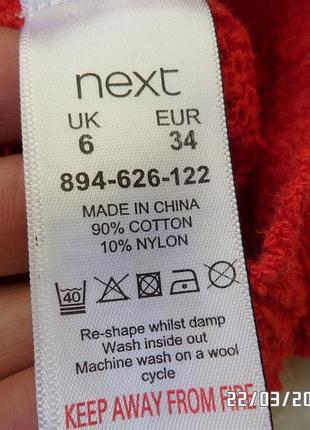 next
UK EUR
6 34
894-626-122
MADE IN CHINA
90% COTTON
10% NYLON
40
Re-shape whilst damp
Wash inside out
Machine wash on a wool
cycle
KEEP AWAY FROM FIRE
22/03/20